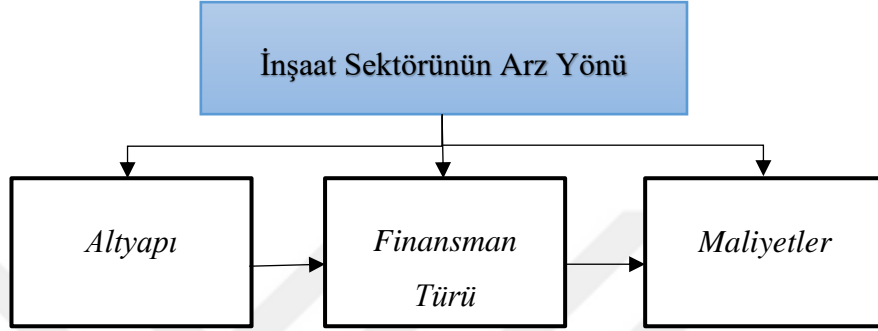 İnşaat Sektörünün Arz Yönü
Altyapı
Finansman
Türü
Maliyetler